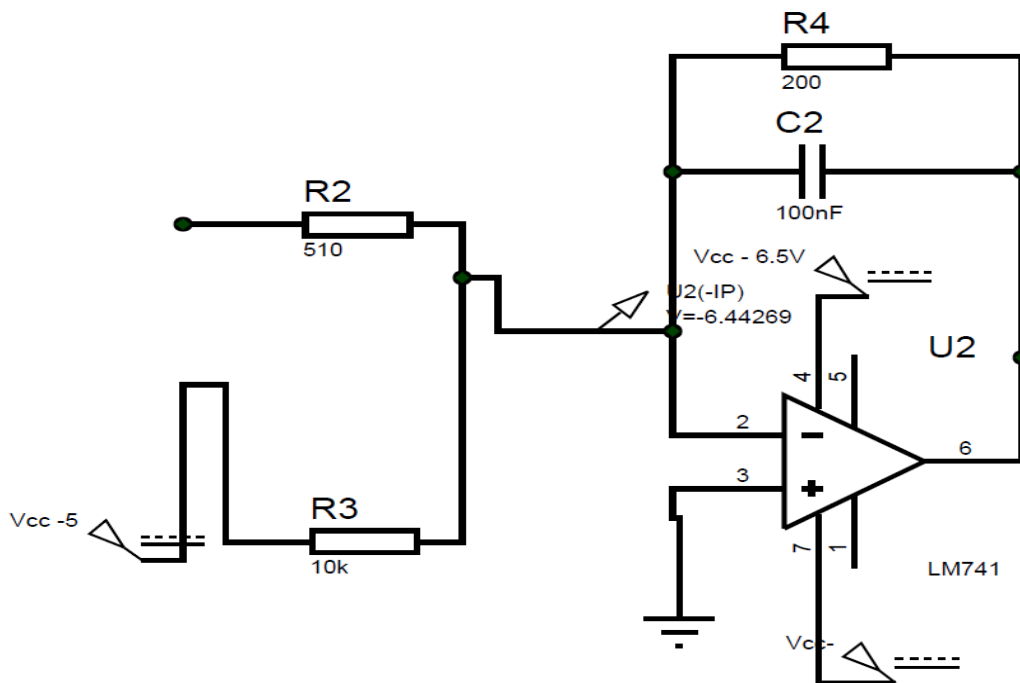 R4
200
C2
100nF
R2
510
Vcc - 6.5V
U2(-IP)
V=-6.44269
U2
4
5
2
6
3
Vcc -5
R3
10k
7
1
LM741
Vcc-